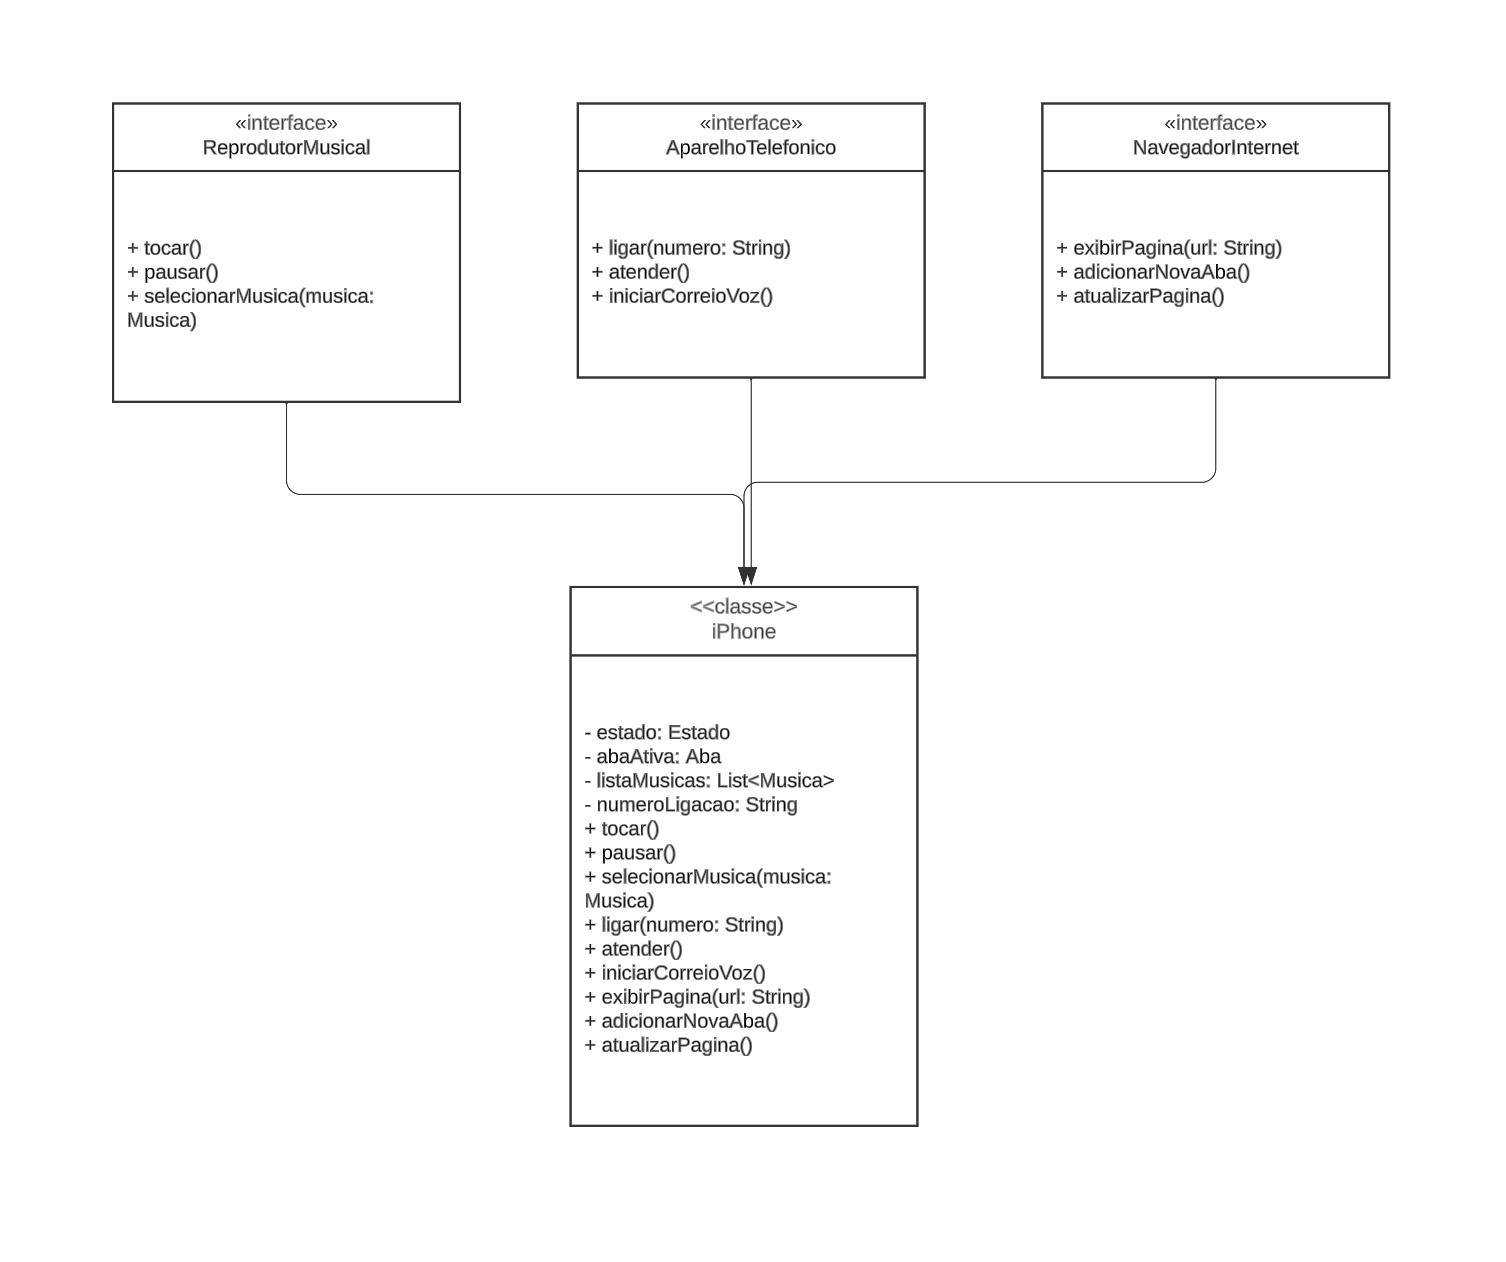 «interface»
ReprodutorMusical
+ tocar()
+ pausar()
+ selecionarMusica(musica:
Musica)
«interface»
AparelhoTelefonico
+ ligar(numero: String)
+ atender()
+ iniciarCorreioVoz()
«interface»
NavegadorInternet
+ exibirPagina(url: String)
+ adicionarNovaAba()
+ atualizarPagina()
<<classe>>
iPhone
- estado: Estado
- abaAtiva: Aba
- listaMusicas: List<Musica>
- numeroLigacao: String
+ tocar()
+ pausar()
+ selecionarMusica(musica:
Musica)
+ ligar(numero: String)
+ atender()
+ iniciarCorreioVoz()
+ exibirPagina(url: String)
+ adicionarNovaAba()
+ atualizarPagina()